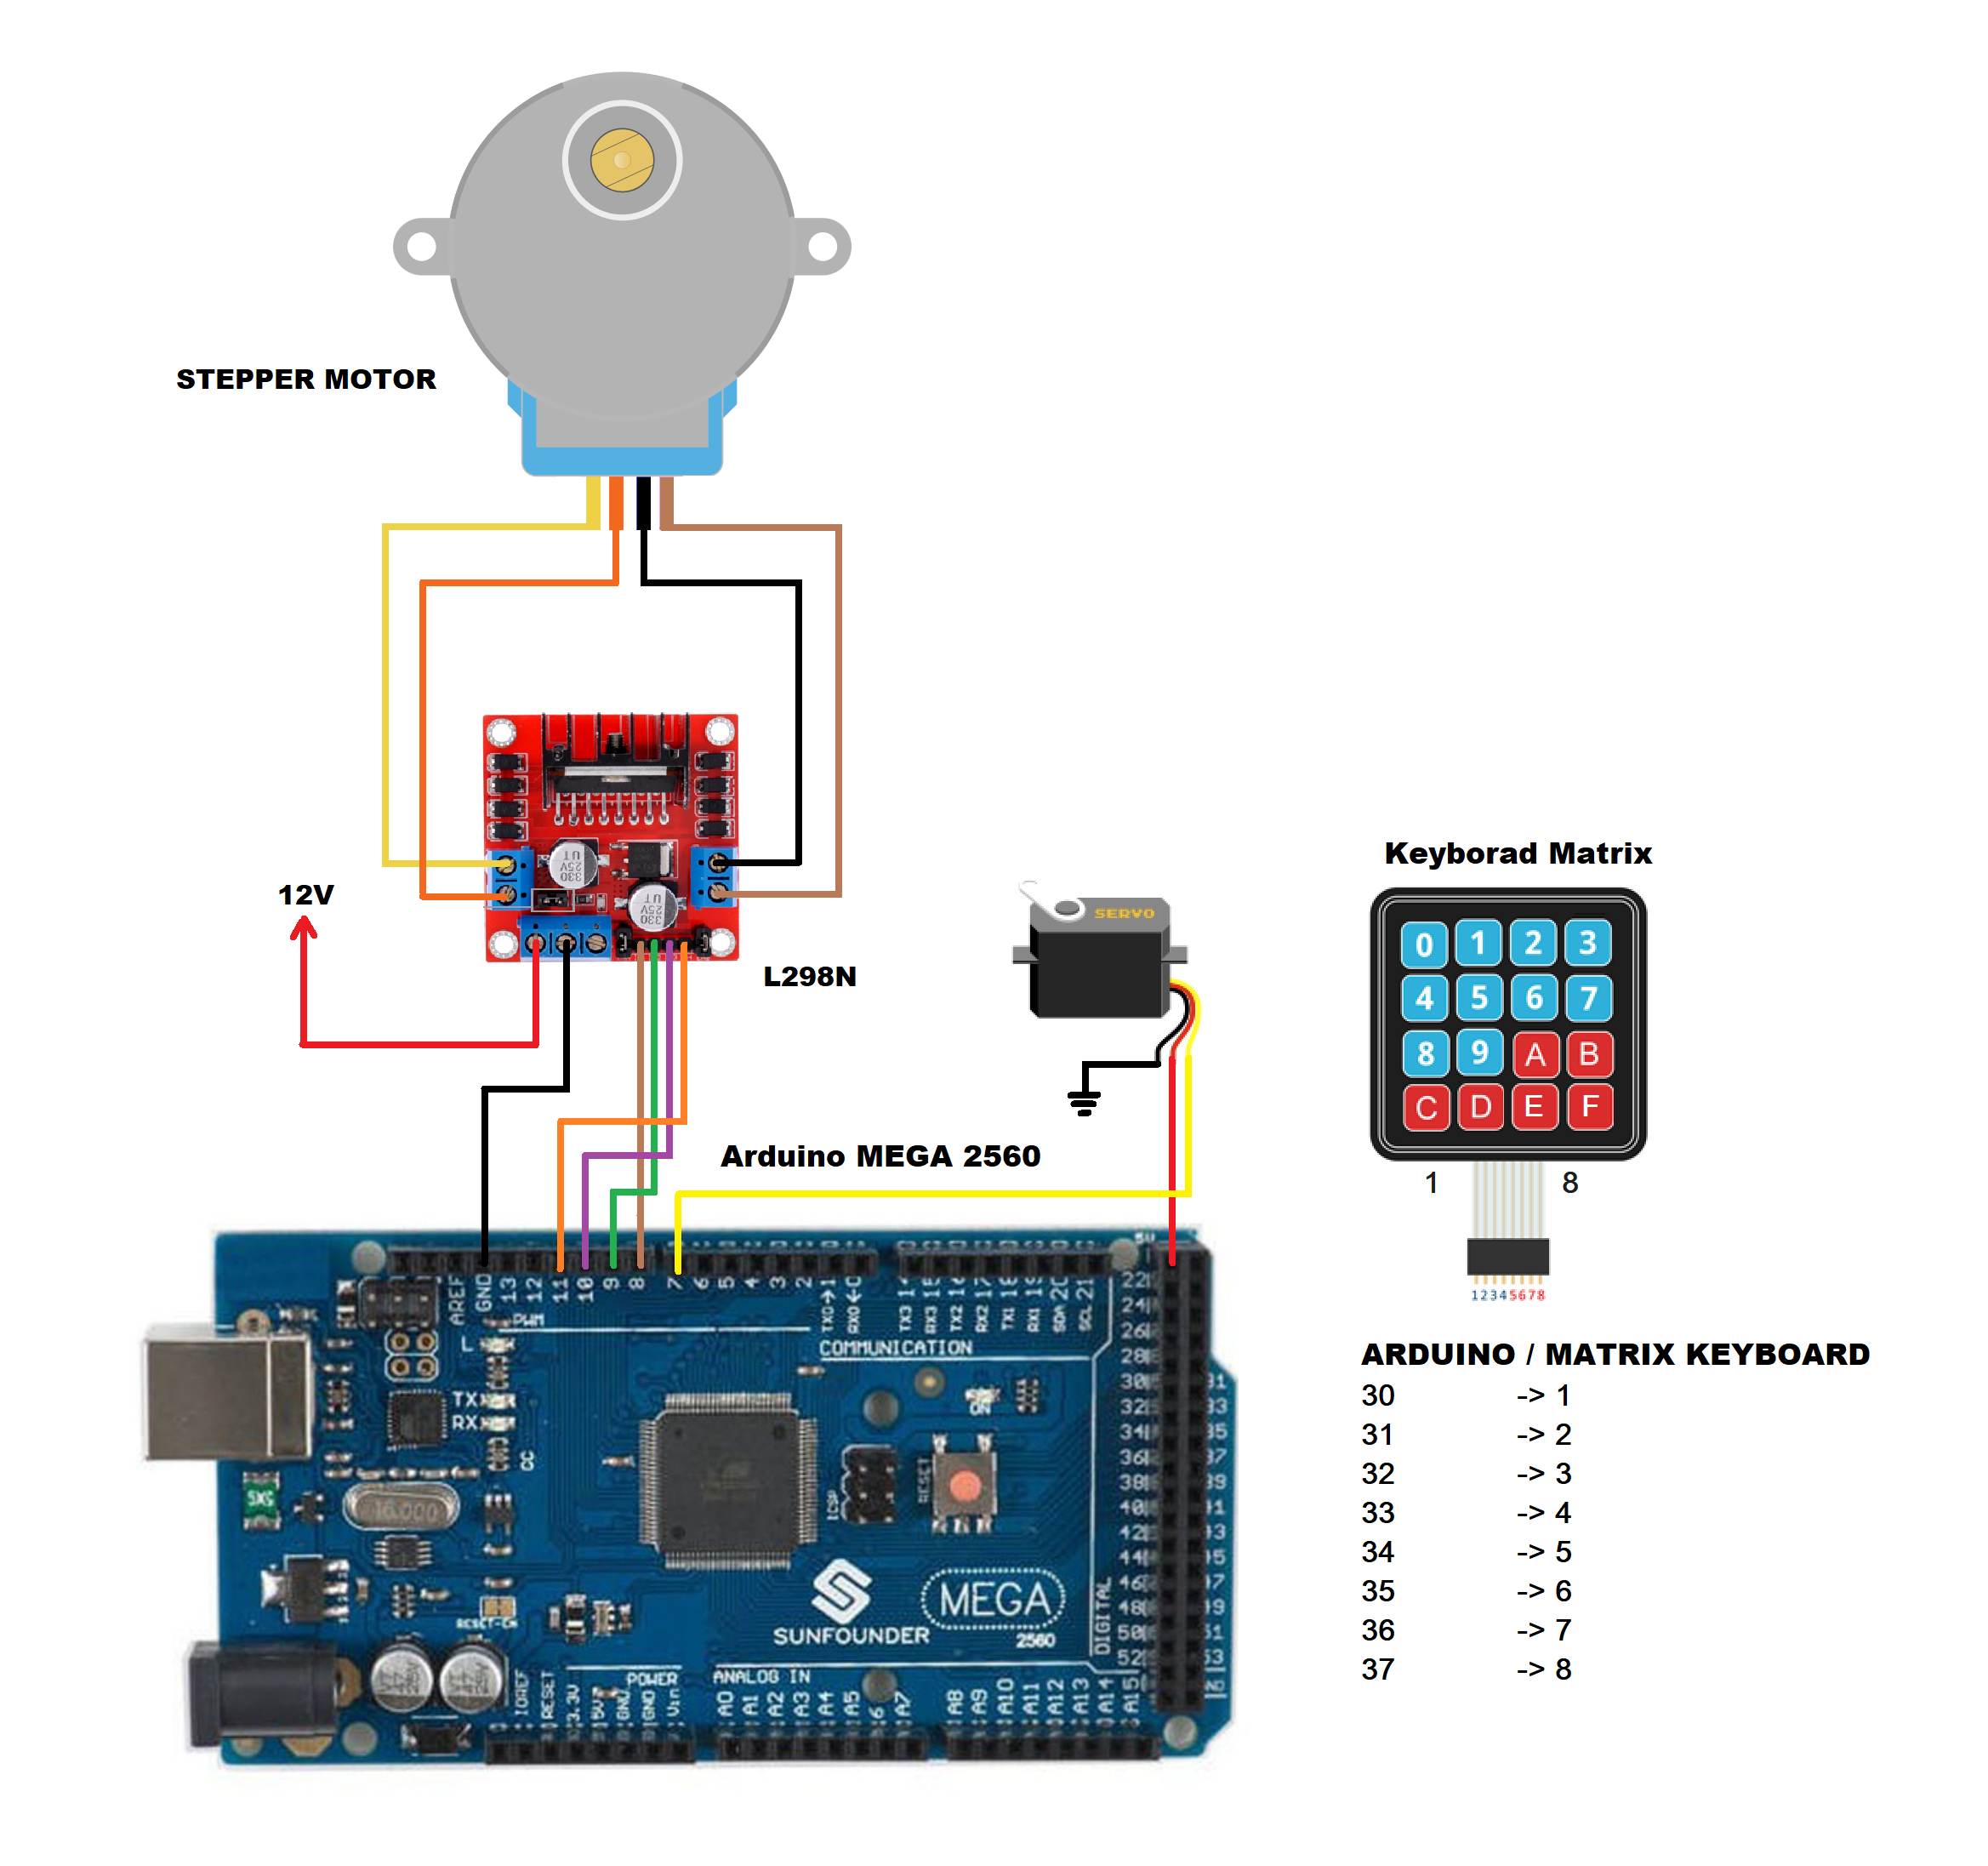 STEPPER MOTOR
12V
L298N
SERVO
Keyborad Matrix
0 1 2 3
4 5 6 7
8 9 A B
C D E F
1 8
12345678
Arduino MEGA 2560
AREF GND 13 12 11 10 9 8 7 6 5 4 3 2 TX0→1 RX0←0 TX3 14 RX3 15 TX2 16 RX2 17 TX1 18 RX1 19 SDA 20 SCL 21
PWM
COMMUNICATION
L
TX
RX
16.000
ICSP
RESET
22
24
26
28
30
32
34
36
38
40
42
44
46
48
50
52
DIGITAL
SUNFOUNDER
MEGA
2560
RESET-EN
POWER
ANALOG IN
IOREF RESET 3.3V 5V GND GND Vin A0 A1 A2 A3 A4 A5 6 A7 A8 A9 A10 A11 A12 A13 A14 A15
ARDUINO / MATRIX KEYBOARD
30 -> 1
31 -> 2
32 -> 3
33 -> 4
34 -> 5
35 -> 6
36 -> 7
37 -> 8